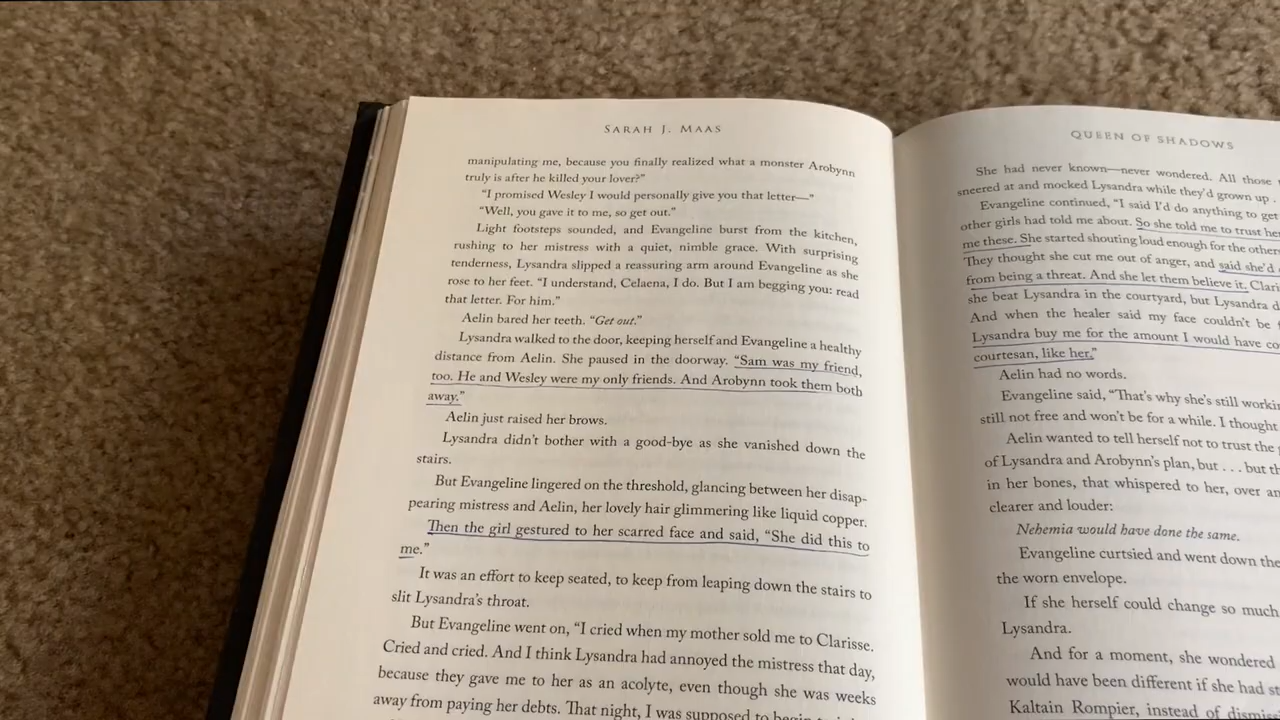 SARAH J. MAAS
manipulating me, because you finally realized what a monster Arobynn
truly is after he killed your lover?"
"I promised Wesley I would personally give you that letter—"
"Well, you gave it to me, so get out."
Light footsteps sounded, and Evangeline burst from the kitchen,
rushing to her mistress with a quiet, nimble grace. With surprising
tenderness, Lysandra slipped a reassuring arm around Evangeline as she
rose to her feet. "I understand, Celaena, I do. But I am begging you: read
that letter. For him."
Aelin bared her teeth. "Get out."
Lysandra walked to the door, keeping herself and Evangeline a healthy
distance from Aelin. She paused in the doorway. "Sam was my friend,
too. He and Wesley were my only friends. And Arobynn took them both
away."
Aelin just raised her brows.
Lysandra didn't bother with a good-bye as she vanished down the
stairs.
But Evangeline lingered on the threshold, glancing between her disap-
pearing mistress and Aelin, her lovely hair glimmering like liquid copper.
Then the girl gestured to her scarred face and said, "She did this to
me."
It was an effort to keep seated, to keep from leaping down the stairs to
slit Lysandra's throat.
But Evangeline went on, "I cried when my mother sold me to Clarisse.
Cried and cried. And I think Lysandra had annoyed the mistress that day,
because they gave me to her as an acolyte, even though she was weeks
away from paying her debts. That night, I was supposed to begin
QUEEN OF SHADOWS
She had never known—never wondered. All those
sneered at and mocked Lysandra while they'd grown up .
Evangeline continued, "I said I'd do anything to get
other girls had told me about. So she told me to trust her
me these. She started shouting loud enough for the other
They thought she cut me out of anger, and said she'd
from being a threat. And she let them believe it.
she beat Lysandra in the courtyard, but Lysandra
And when the healer said my face couldn't be
Lysandra buy me for the amount I would have
courtesan, like her."
Aelin had no words.
Evangeline said, "That's why she's still
still not free and won't be for a while. I thought
Aelin wanted to tell herself not to trust the
of Lysandra and Arobynn's plan, but . . . but
in her bones, that whispered to her, over
clearer and louder:
Nehemia would have done the same.
Evangeline curtsied and went down the
the worn envelope.
If she herself could change so much
Lysandra.
And for a moment, she wondered
would have been different if she had
Kaltain Rompier, instead of